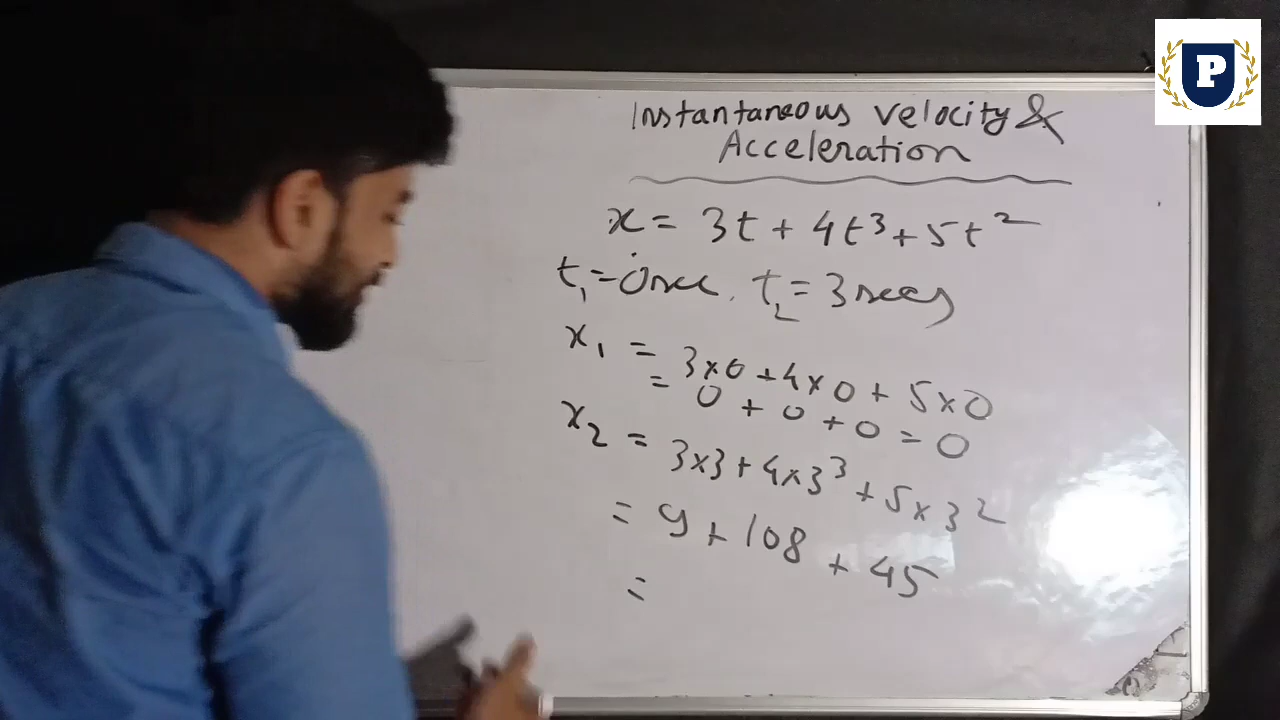 P
Instantaneous velocity &
Acceleration
x = 3t + 4t³ + 5t²
t₁ = 0sec. t₂ = 3secs
x₁ = 3×0 + 4×0 + 5×0
= 0 + 0 + 0 = 0
x₂ = 3×3 + 4×3³ + 5×3²
= 9 + 108 + 45
=